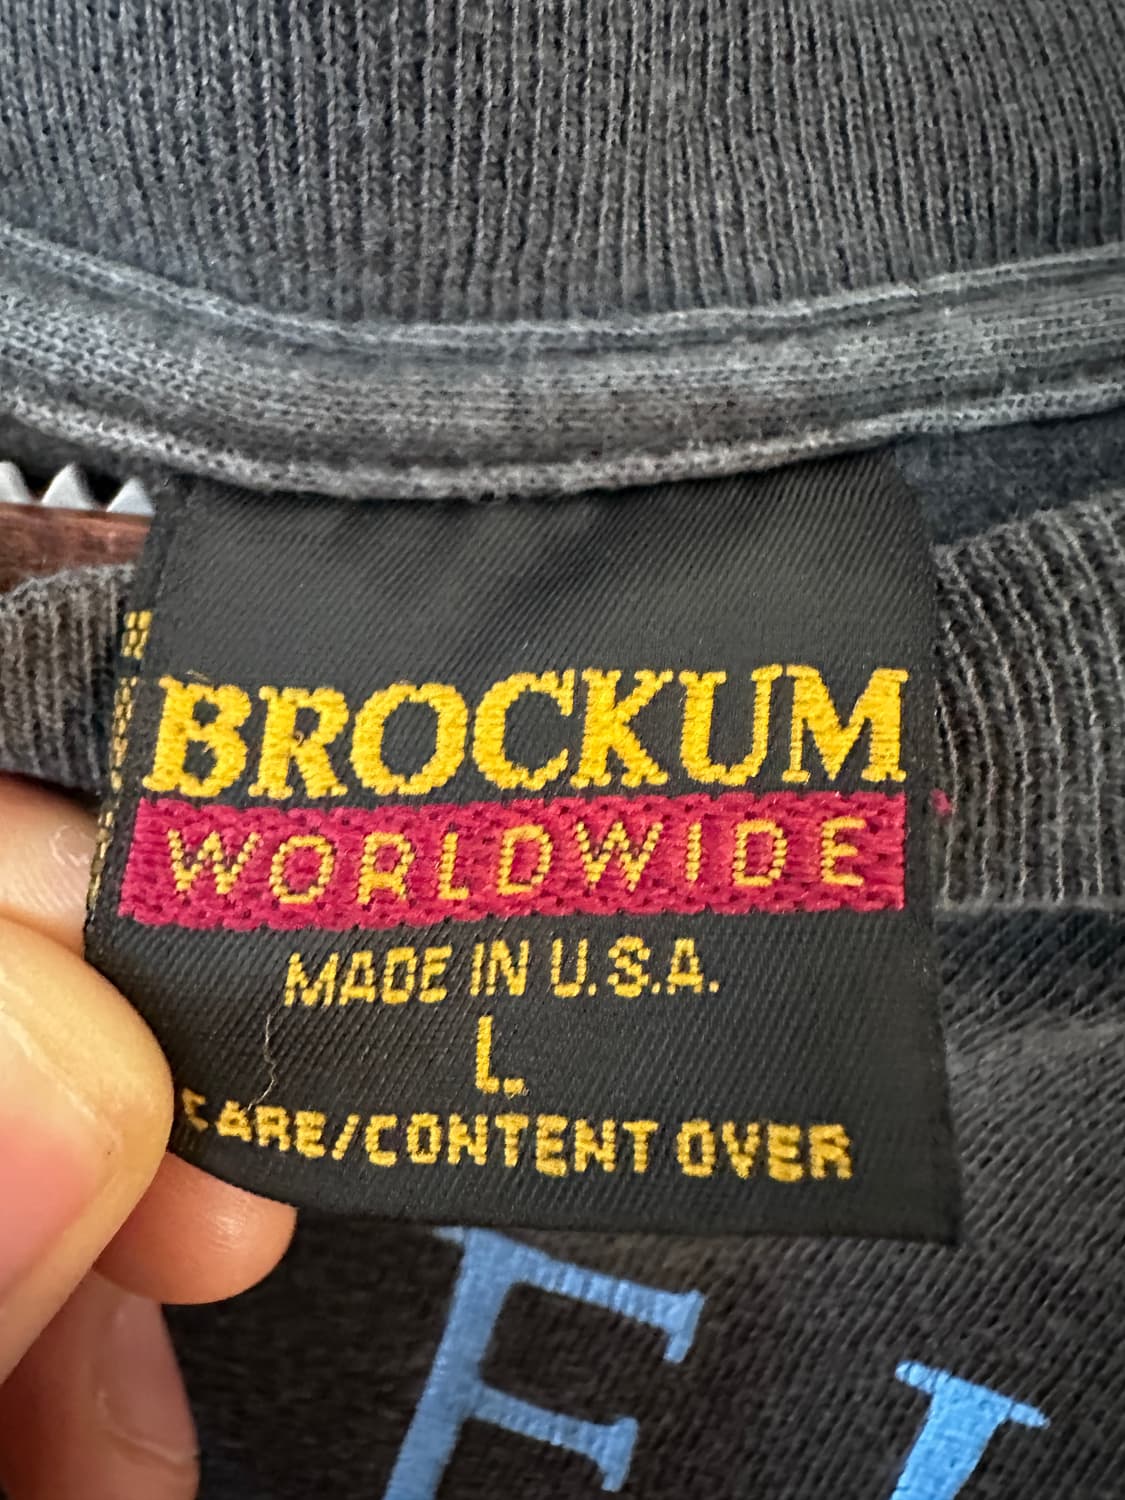 BROCKUM
WORLDWIDE
MADE IN U.S.A.
L
CARE/CONTENT OVER
F